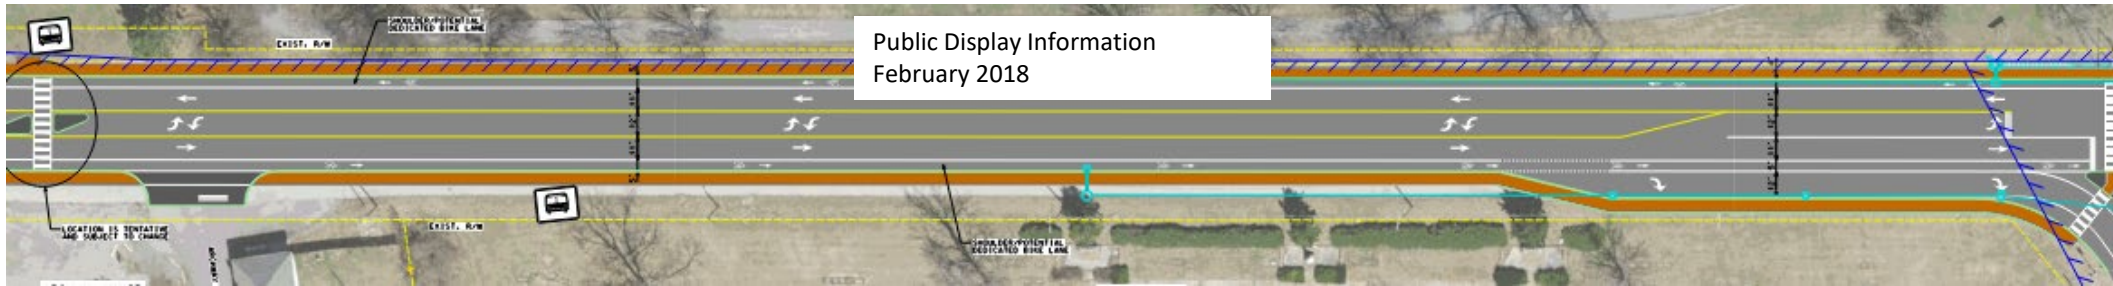 SHOULDER/POTENTIAL
DEDICATED BIKE LANE
EXIST. R/W
Public Display Information
February 2018
LOCATION IS TENTATIVE
AND SUBJECT TO CHANGE
EXIST. R/W
SHOULDER/POTENTIAL
DEDICATED BIKE LANE